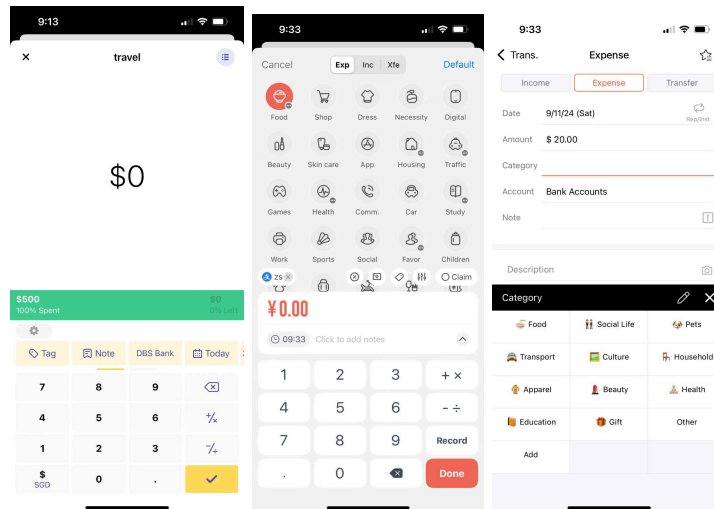 9:13
travel
$0
$500
$0
100% Spent
0% Left
Tag
Note
DBS Bank
Today
7
8
9
4
5
6
+/×
1
2
3
−/÷
$
SGD
0
.
9:33
Cancel
Exp
Inc
Xfe
Default
Food
Shop
Dress
Necessity
Digital
Beauty
Skin care
App
Housing
Traffic
Games
Health
Comm.
Car
Study
Work
Sports
Social
Favor
Children
zs
Claim
¥0.00
09:33
Click to add notes
1
2
3
+ ×
4
5
6
- ÷
7
8
9
Record
.
0
Done
9:33
Trans.
Expense
Income
Expense
Transfer
Date
9/11/24 (Sat)
Rep/Inst.
Amount
$ 20.00
Category
Account
Bank Accounts
Note
Description
Category
Food
Social Life
Pets
Transport
Culture
Household
Apparel
Beauty
Health
Education
Gift
Other
Add